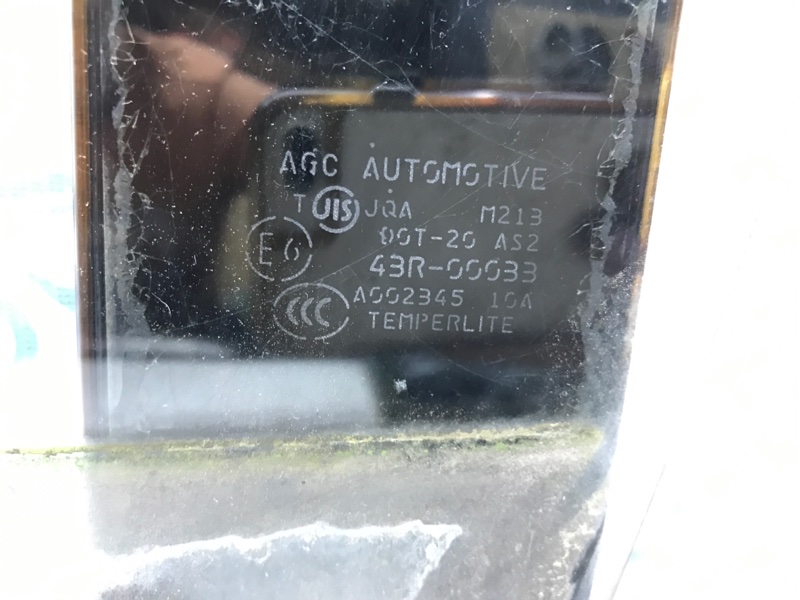 AGC AUTOMOTIVE
T JIS JQA M213
DOT-20 AS2
E6 43R-00033
CCC A002345 10A
TEMPERLITE